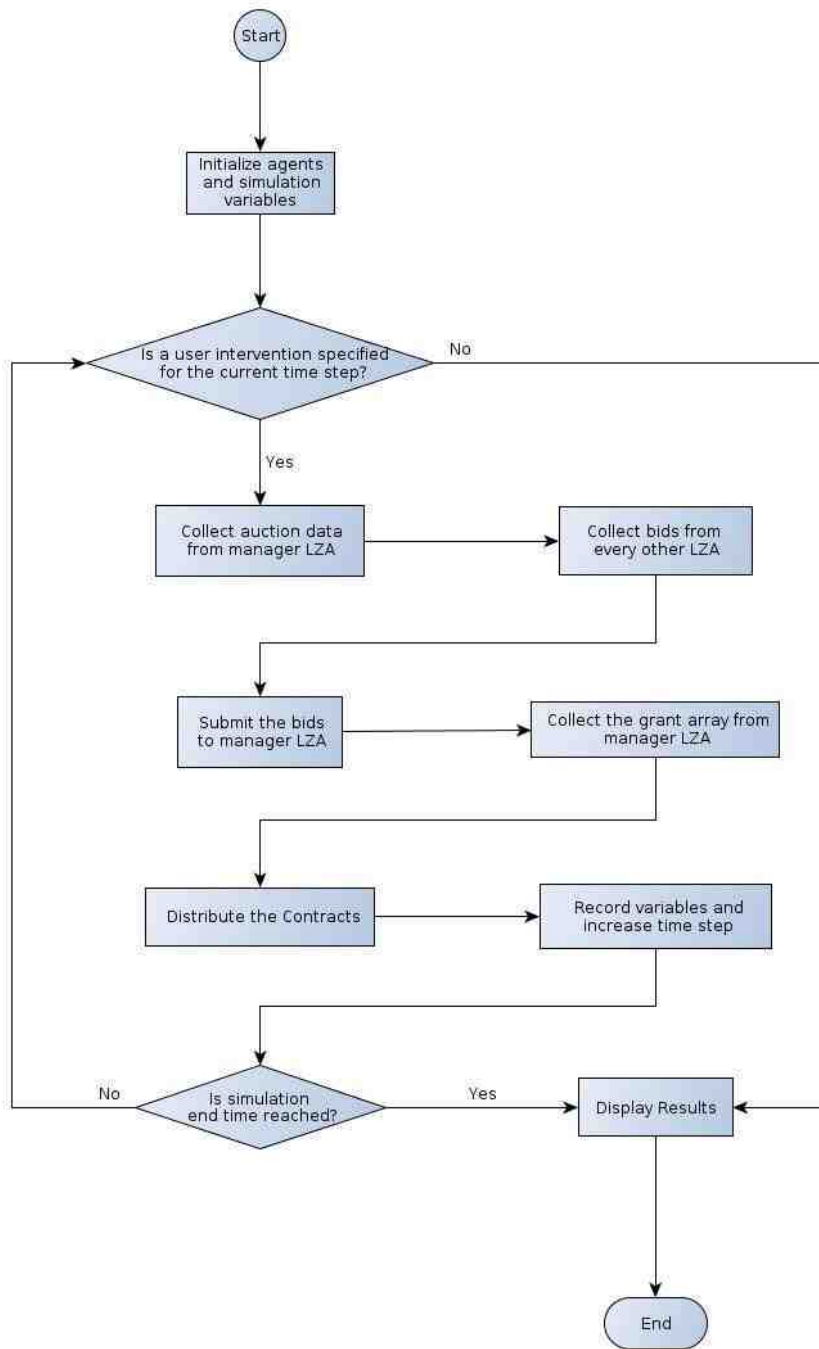 Start
Initialize agents
and simulation
variables
Is a user intervention specified
for the current time step?
No
Yes
Collect auction data
from manager LZA
Collect bids from
every other LZA
Submit the bids
to manager LZA
Collect the grant array from
manager LZA
Distribute the Contracts
Record variables and
increase time step
No
Is simulation
end time reached?
Yes
Display Results
End